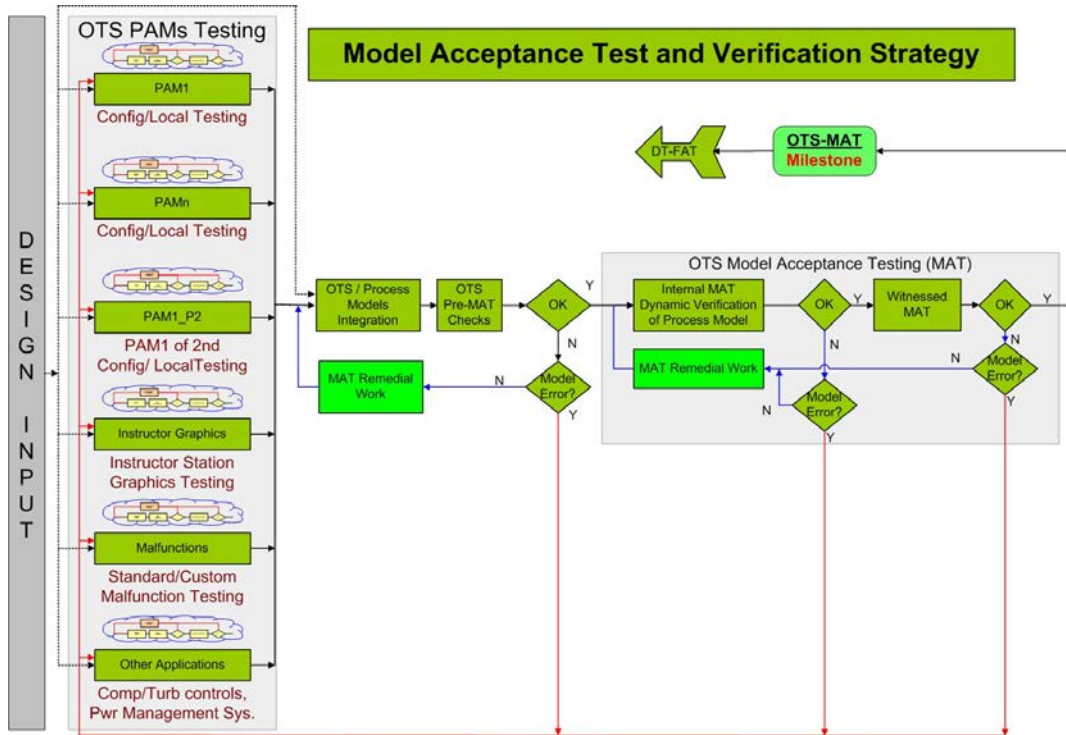 OTS PAMs Testing
Model Acceptance Test and Verification Strategy
DESIGN INPUT
PAM1
Config/Local Testing
PAMn
Config/Local Testing
PAM1_P2
PAM1 of 2nd
Config/ LocalTesting
Instructor Graphics
Instructor Station
Graphics Testing
Malfunctions
Standard/Custom
Malfunction Testing
Other Applications
Comp/Turb controls,
Pwr Management Sys.
DT-FAT
OTS-MAT
Milestone
OTS / Process
Models
Integration
OTS
Pre-MAT
Checks
OK
Y
N
MAT Remedial
Work
N
Model
Error?
Y
OTS Model Acceptance Testing (MAT)
Internal MAT
Dynamic Verification
of Process Model
OK
Y
N
Witnessed
MAT
OK
Y
N
MAT Remedial Work
N
Model
Error?
Y
N
Model
Error?
Y